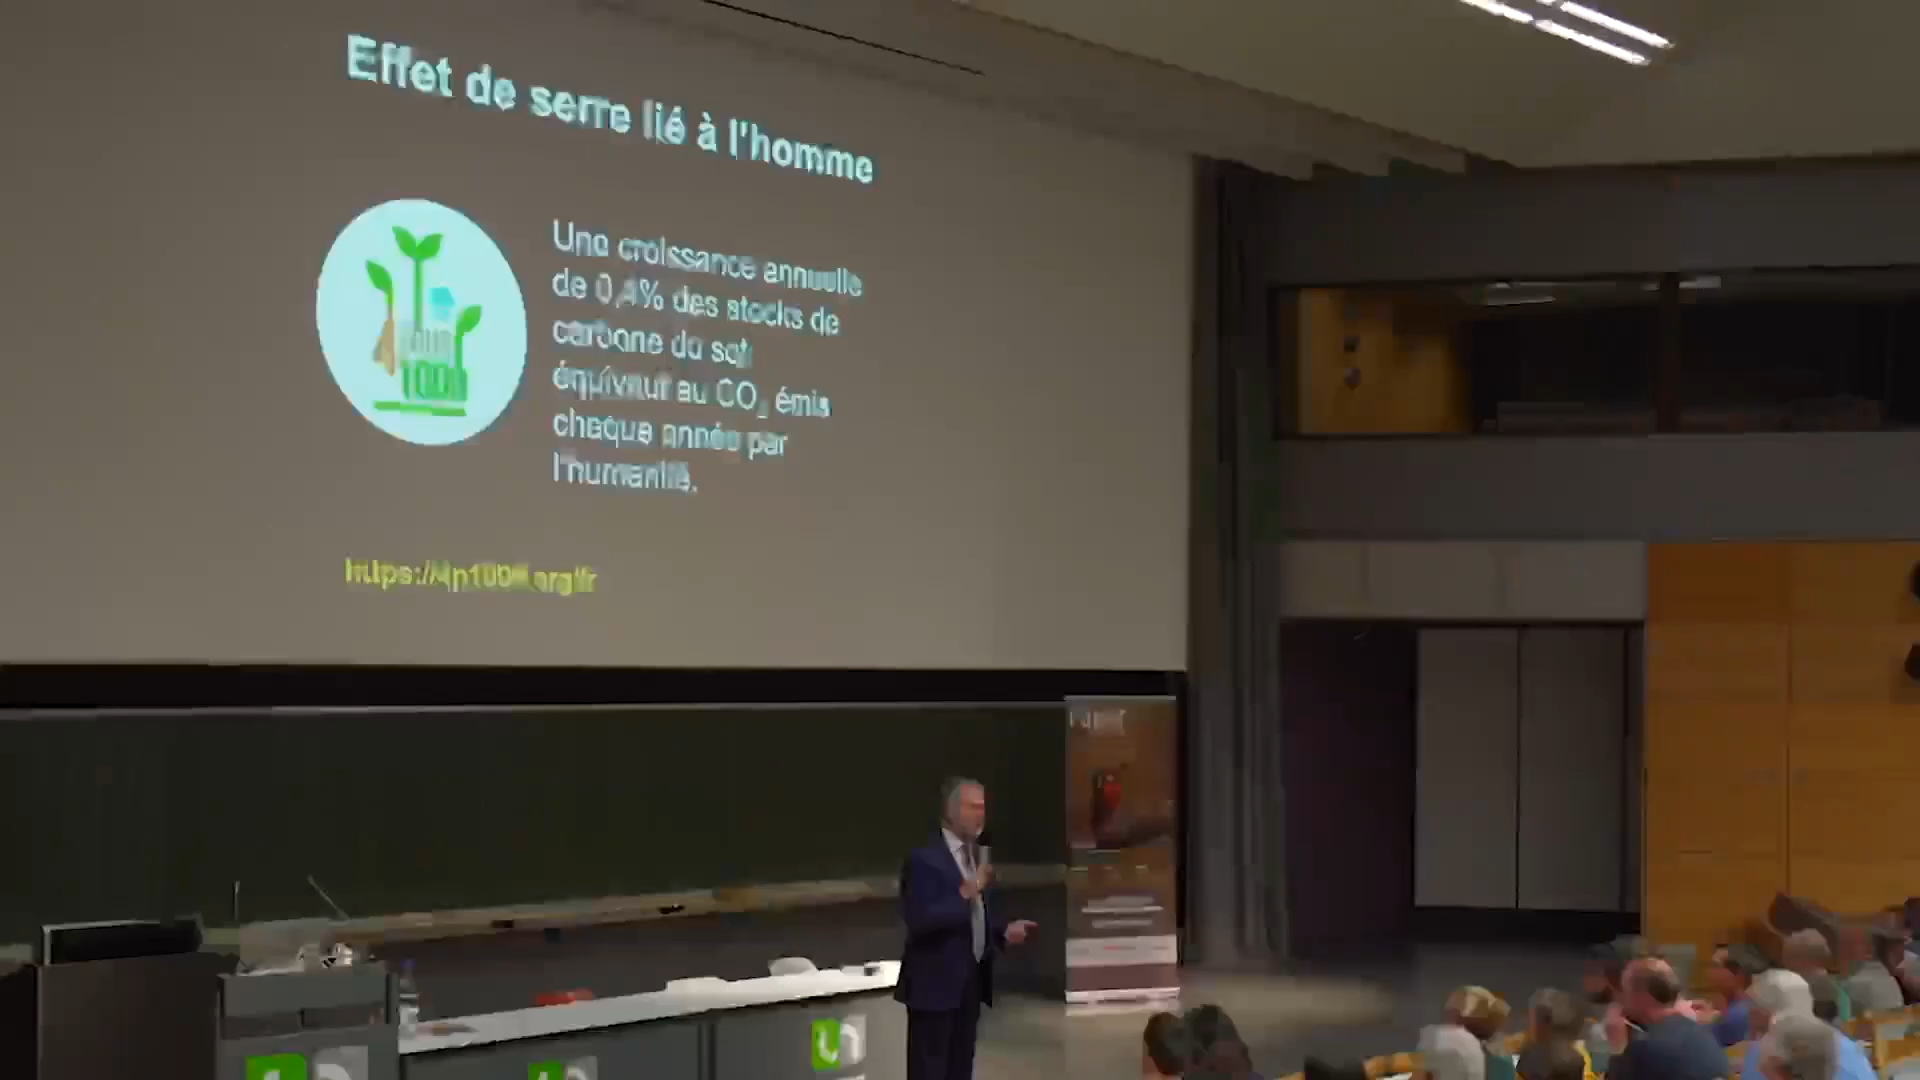 Effet de serre lié à l'homme
Une croissance annuelle
de 0,4% des stocks de
carbone du sol
équivaut au CO₂ émis
chaque année par
l'humanité.
1000
https://4p1000.org/fr